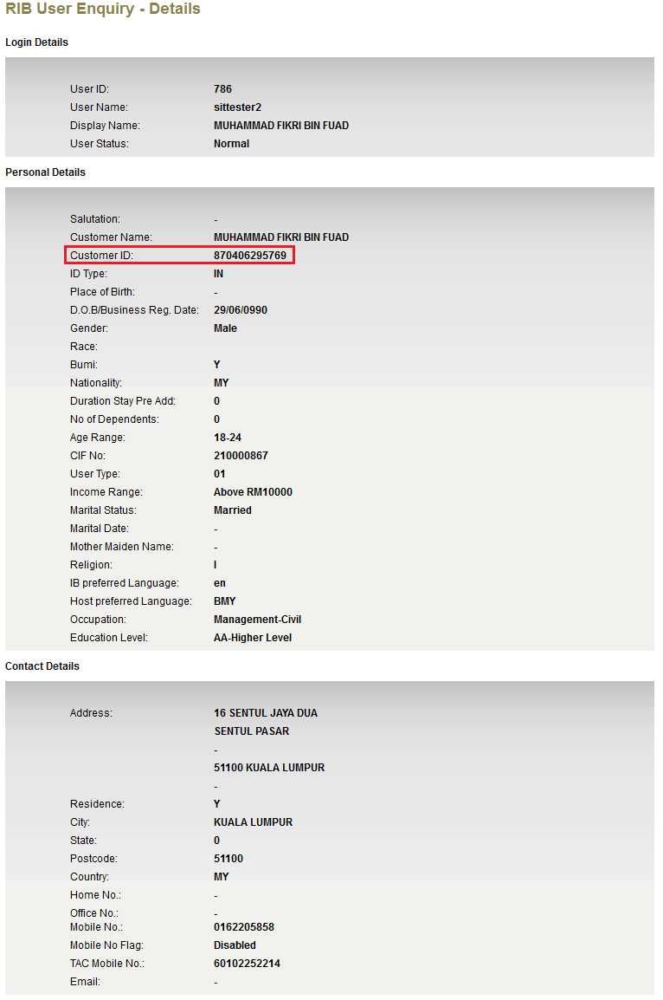 RIB User Enquiry - Details
Login Details
User ID: 786
User Name: sittester2
Display Name: MUHAMMAD FIKRI BIN FUAD
User Status: Normal
Personal Details
Salutation: -
Customer Name: MUHAMMAD FIKRI BIN FUAD
Customer ID: 870406295769
ID Type: IN
Place of Birth: -
D.O.B/Business Reg. Date: 29/06/0990
Gender: Male
Race:
Bumi: Y
Nationality: MY
Duration Stay Pre Add: 0
No of Dependents: 0
Age Range: 18-24
CIF No: 210000867
User Type: 01
Income Range: Above RM10000
Marital Status: Married
Marital Date: -
Mother Maiden Name: -
Religion: I
IB preferred Language: en
Host preferred Language: BMY
Occupation: Management-Civil
Education Level: AA-Higher Level
Contact Details
Address: 16 SENTUL JAYA DUA
SENTUL PASAR
-
51100 KUALA LUMPUR
-
Residence: Y
City: KUALA LUMPUR
State: 0
Postcode: 51100
Country: MY
Home No.: -
Office No.: -
Mobile No.: 0162205858
Mobile No Flag: Disabled
TAC Mobile No.: 60102252214
Email: -